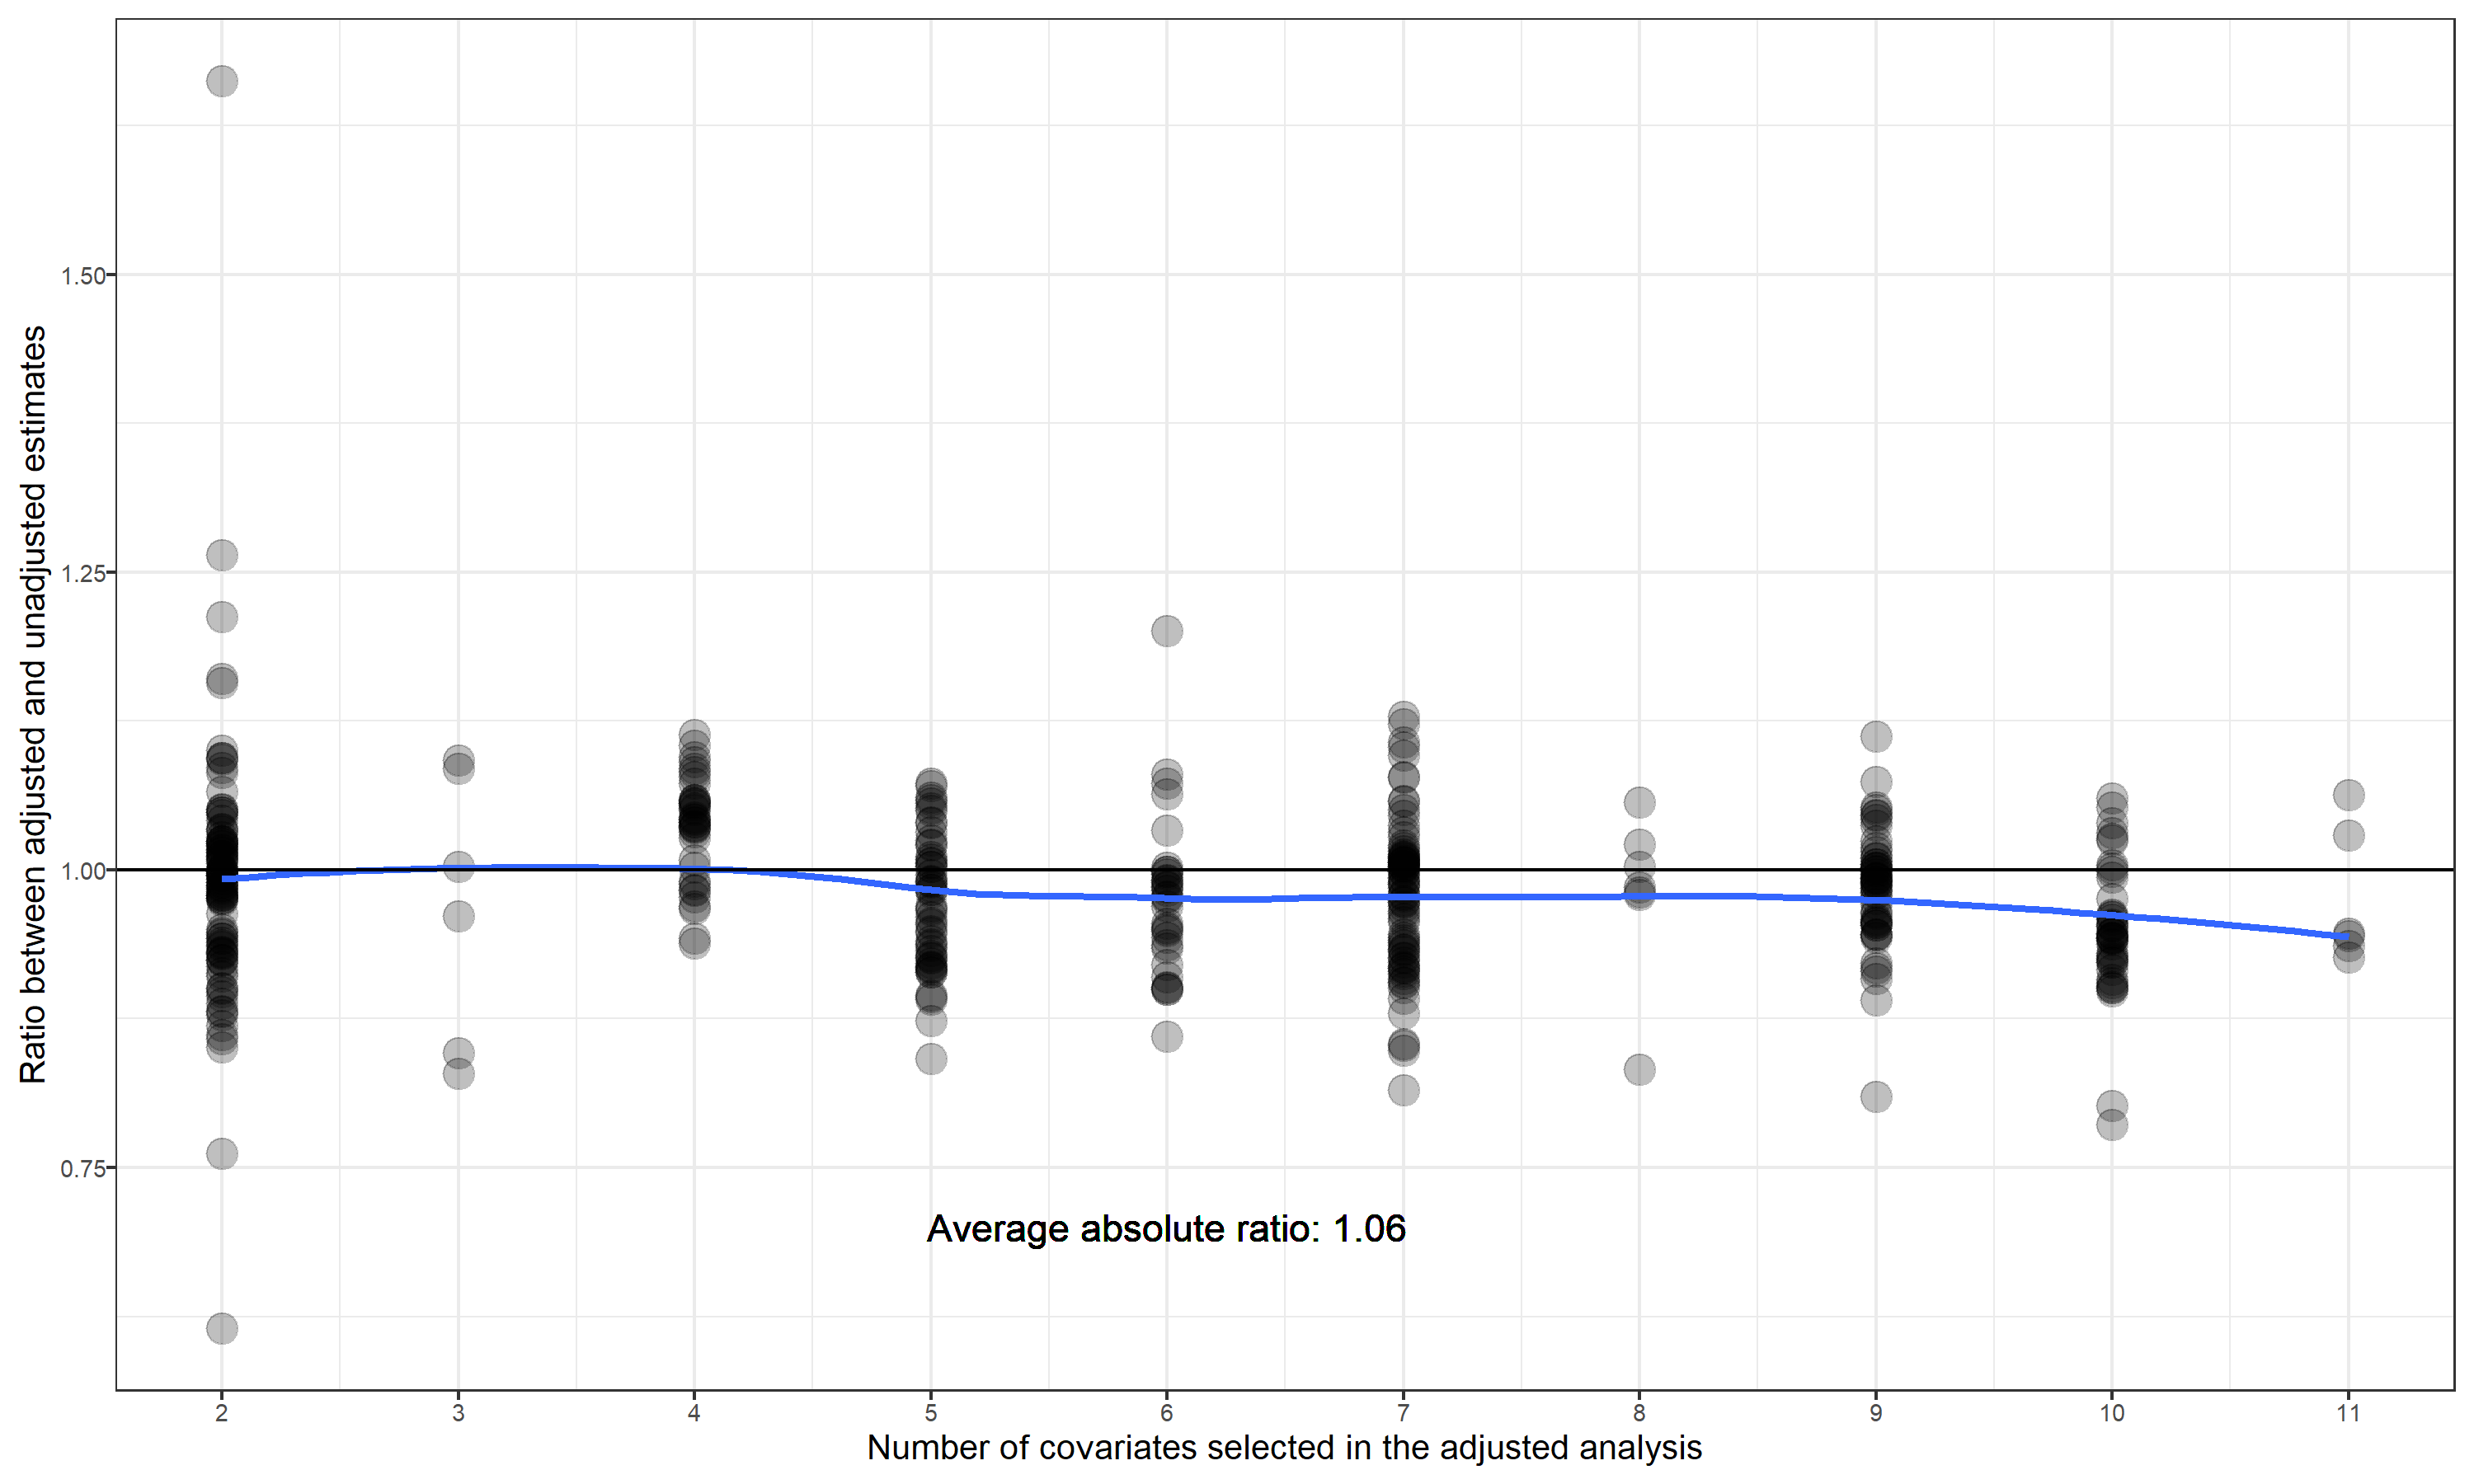 Ratio between adjusted and unadjusted estimates
1.50
1.25
1.00
0.75
Average absolute ratio: 1.06
2 3 4 5 6 7 8 9 10 11
Number of covariates selected in the adjusted analysis